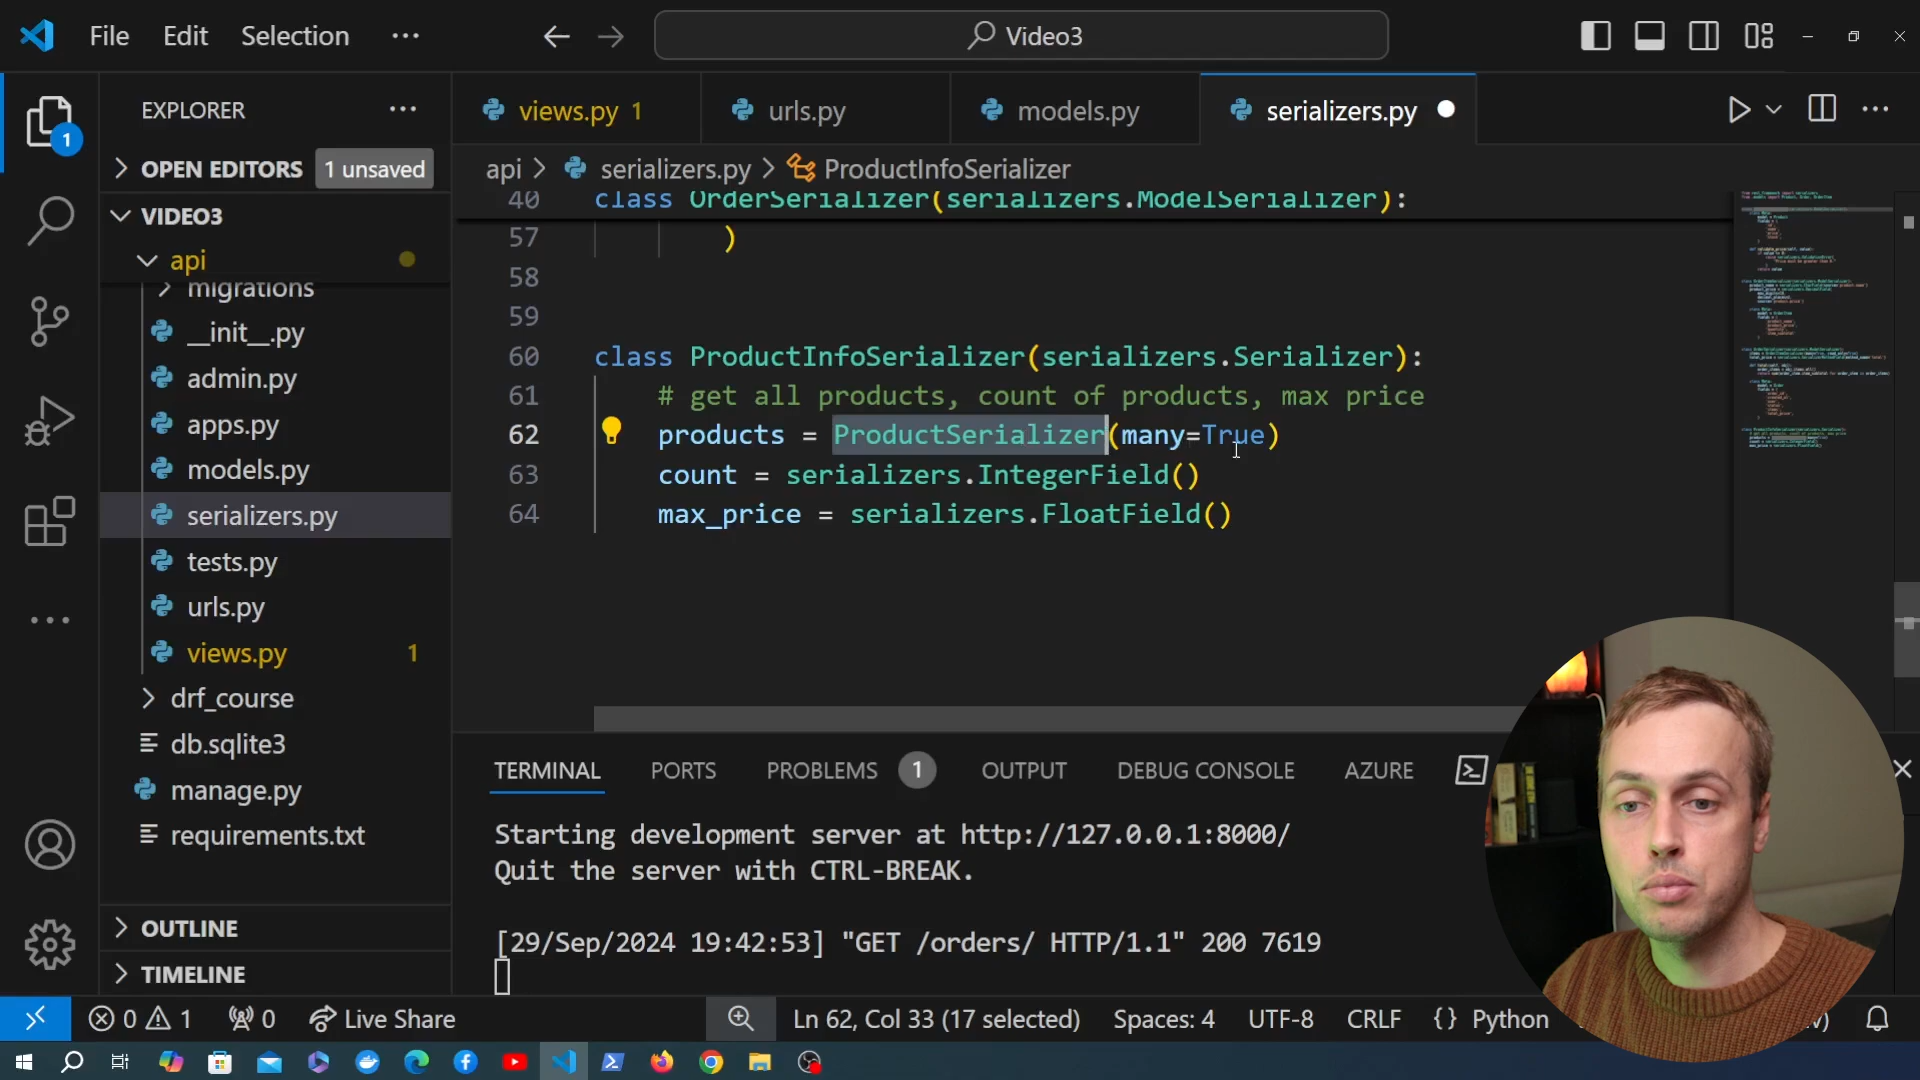 File Edit Selection ... Video3
EXPLORER ...
views.py 1 urls.py models.py serializers.py
OPEN EDITORS 1 unsaved
api > serializers.py > ProductInfoSerializer
VIDEO3
api
migrations
__init__.py
admin.py
apps.py
models.py
serializers.py
tests.py
urls.py
views.py 1
drf_course
db.sqlite3
manage.py
requirements.txt
OUTLINE
TIMELINE
1
40 class OrderSerializer(serializers.ModelSerializer):
57 )
58
59
60 class ProductInfoSerializer(serializers.Serializer):
61 # get all products, count of products, max price
62 products = ProductSerializer(many=True)
63 count = serializers.IntegerField()
64 max_price = serializers.FloatField()
TERMINAL PORTS PROBLEMS 1 OUTPUT DEBUG CONSOLE AZURE
Starting development server at http://127.0.0.1:8000/
Quit the server with CTRL-BREAK.
[29/Sep/2024 19:42:53] "GET /orders/ HTTP/1.1" 200 7619
0 1 0 Live Share Ln 62, Col 33 (17 selected) Spaces: 4 UTF-8 CRLF {} Python